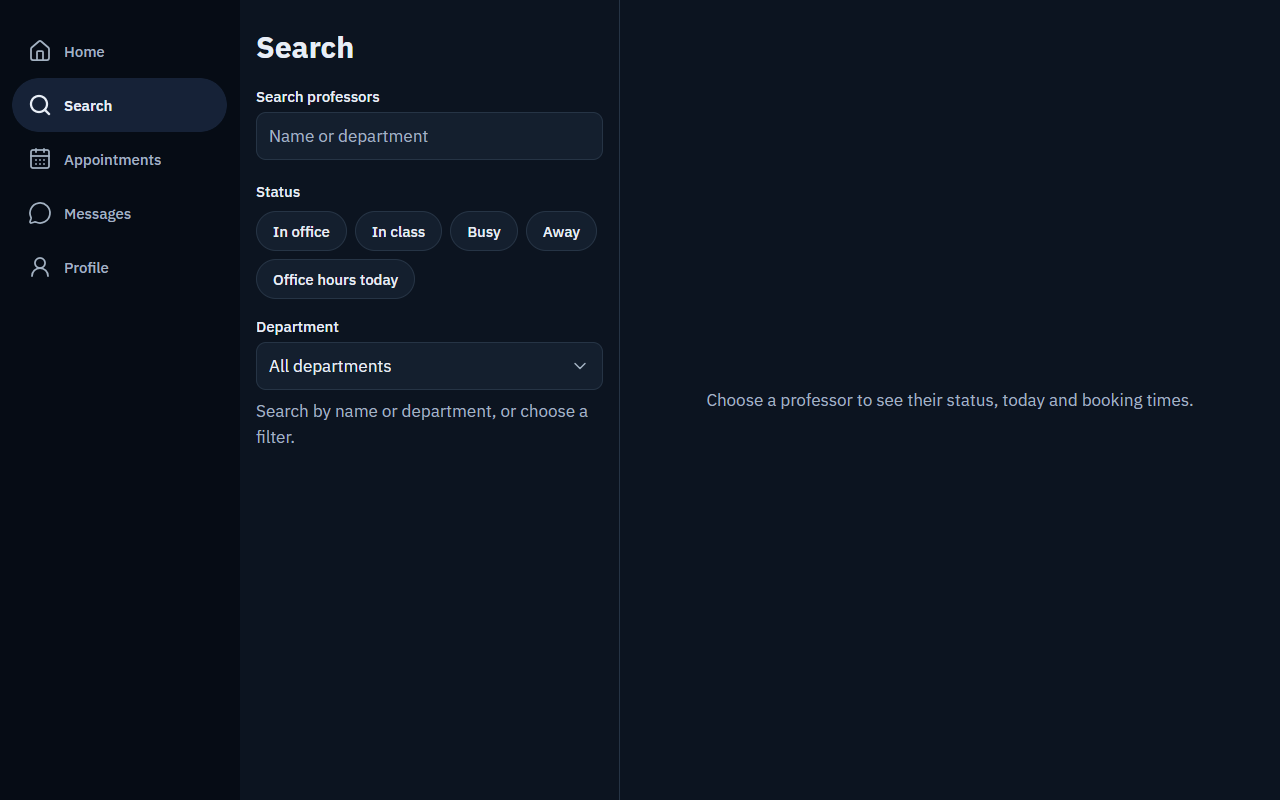 Home
Search
Appointments
Messages
Profile
Search
Search professors
Name or department
Status
In office
In class
Busy
Away
Office hours today
Department
All departments
Search by name or department, or choose a
filter.
Choose a professor to see their status, today and booking times.